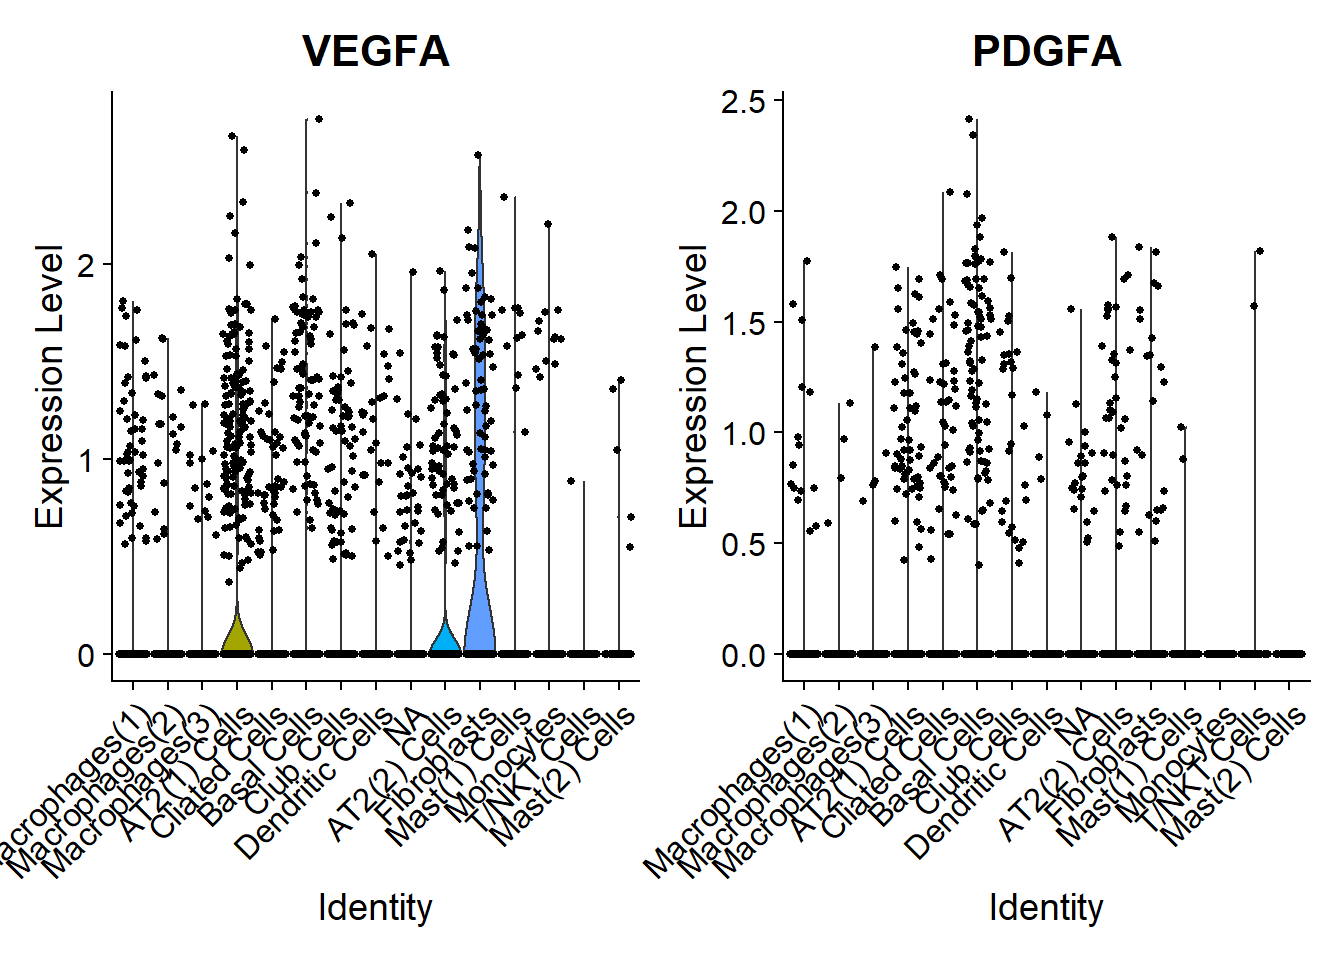 VEGFA
Expression Level
2
1
0
acrophages(1)
Macrophages(2)
Macrophages(3)
AT2(1) Cells
Cilated Cells
Basal Cells
Club Cells
Dendritic Cells
NA
AT2(2) Cells
Fibroblasts
Mast(1) Cells
Monocytes
T/NKT Cells
Mast(2) Cells
Identity
PDGFA
Expression Level
2.5
2.0
1.5
1.0
0.5
0.0
Macrophages(1)
Macrophages(2)
Macrophages(3)
AT2(1) Cells
Cilated Cells
Basal Cells
Club Cells
Dendritic Cells
NA
AT2(2) Cells
Fibroblasts
Mast(1) Cells
Monocytes
T/NKT Cells
Mast(2) Cells
Identity